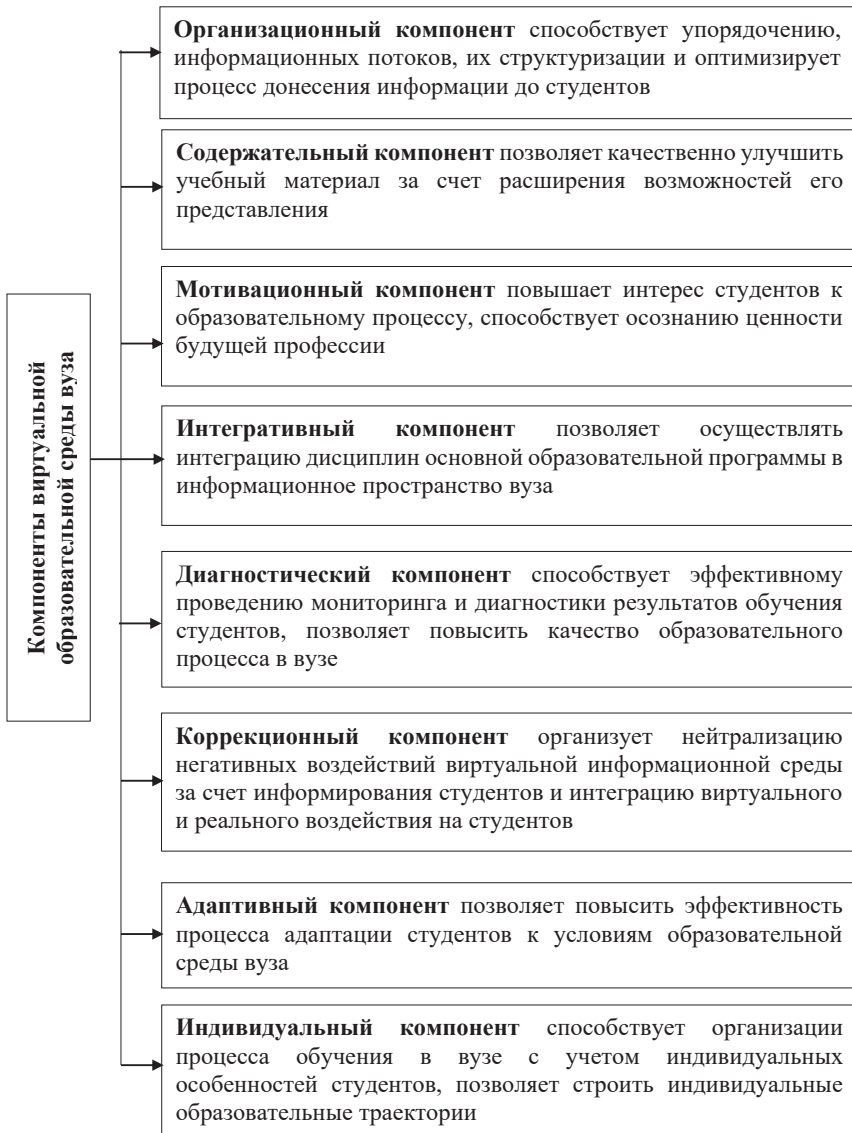 Организационный компонент способствует упорядочению,
информационных потоков, их структуризации и оптимизирует
процесс донесения информации до студентов
Содержательный компонент позволяет качественно улучшить
учебный материал за счет расширения возможностей его
представления
Мотивационный компонент повышает интерес студентов к
образовательному процессу, способствует осознанию ценности
будущей профессии
Компоненты виртуальной
образовательной среды вуза
Интегративный компонент позволяет осуществлять
интеграцию дисциплин основной образовательной программы в
информационное пространство вуза
Диагностический компонент способствует эффективному
проведению мониторинга и диагностики результатов обучения
студентов, позволяет повысить качество образовательного
процесса в вузе
Коррекционный компонент организует нейтрализацию
негативных воздействий виртуальной информационной среды
за счет информирования студентов и интеграцию виртуального
и реального воздействия на студентов
Адаптивный компонент позволяет повысить эффективность
процесса адаптации студентов к условиям образовательной
среды вуза
Индивидуальный компонент способствует организации
процесса обучения в вузе с учетом индивидуальных
особенностей студентов, позволяет строить индивидуальные
образовательные траектории